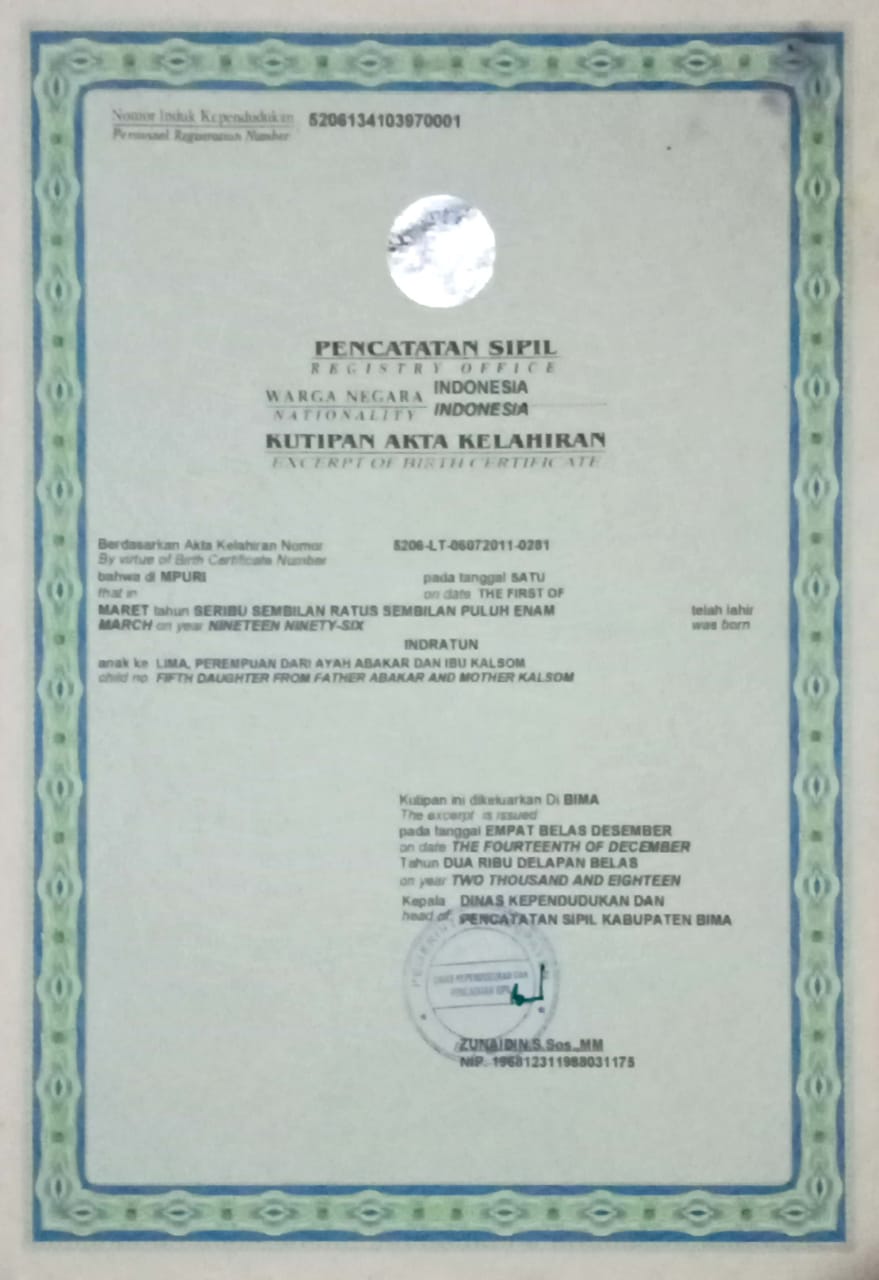 Nomor Induk Kependudukan 5206134103970001
Personnel Registration Number
PENCATATAN SIPIL
REGISTRY OFFICE
WARGA NEGARA INDONESIA
NATIONALITY INDONESIA
KUTIPAN AKTA KELAHIRAN
EXCERPT OF BIRTH CERTIFICATE
Berdasarkan Akta Kelahiran Nomor 5206-LT-06072011-0281
By virtue of Birth Certificate Number
bahwa di MPURI pada tanggal SATU
that in on date THE FIRST OF
MARET tahun SERIBU SEMBILAN RATUS SEMBILAN PULUH ENAM telah lahir
MARCH on year NINETEEN NINETY-SIX was born
INDRATUN
anak ke LIMA, PEREMPUAN DARI AYAH ABAKAR DAN IBU KALSOM
child no FIFTH DAUGHTER FROM FATHER ABAKAR AND MOTHER KALSOM
Kutipan ini dikeluarkan Di BIMA
The excerpt is issued
pada tanggal EMPAT BELAS DESEMBER
on date THE FOURTEENTH OF DECEMBER
Tahun DUA RIBU DELAPAN BELAS
on year TWO THOUSAND AND EIGHTEEN
Kepala DINAS KEPENDUDUKAN DAN
head of PENCATATAN SIPIL KABUPATEN BIMA
DINAS KEPENDUDUKAN DAN
ZUNAIDIN.S.Sos.,MM
NIP. 196812311988031175